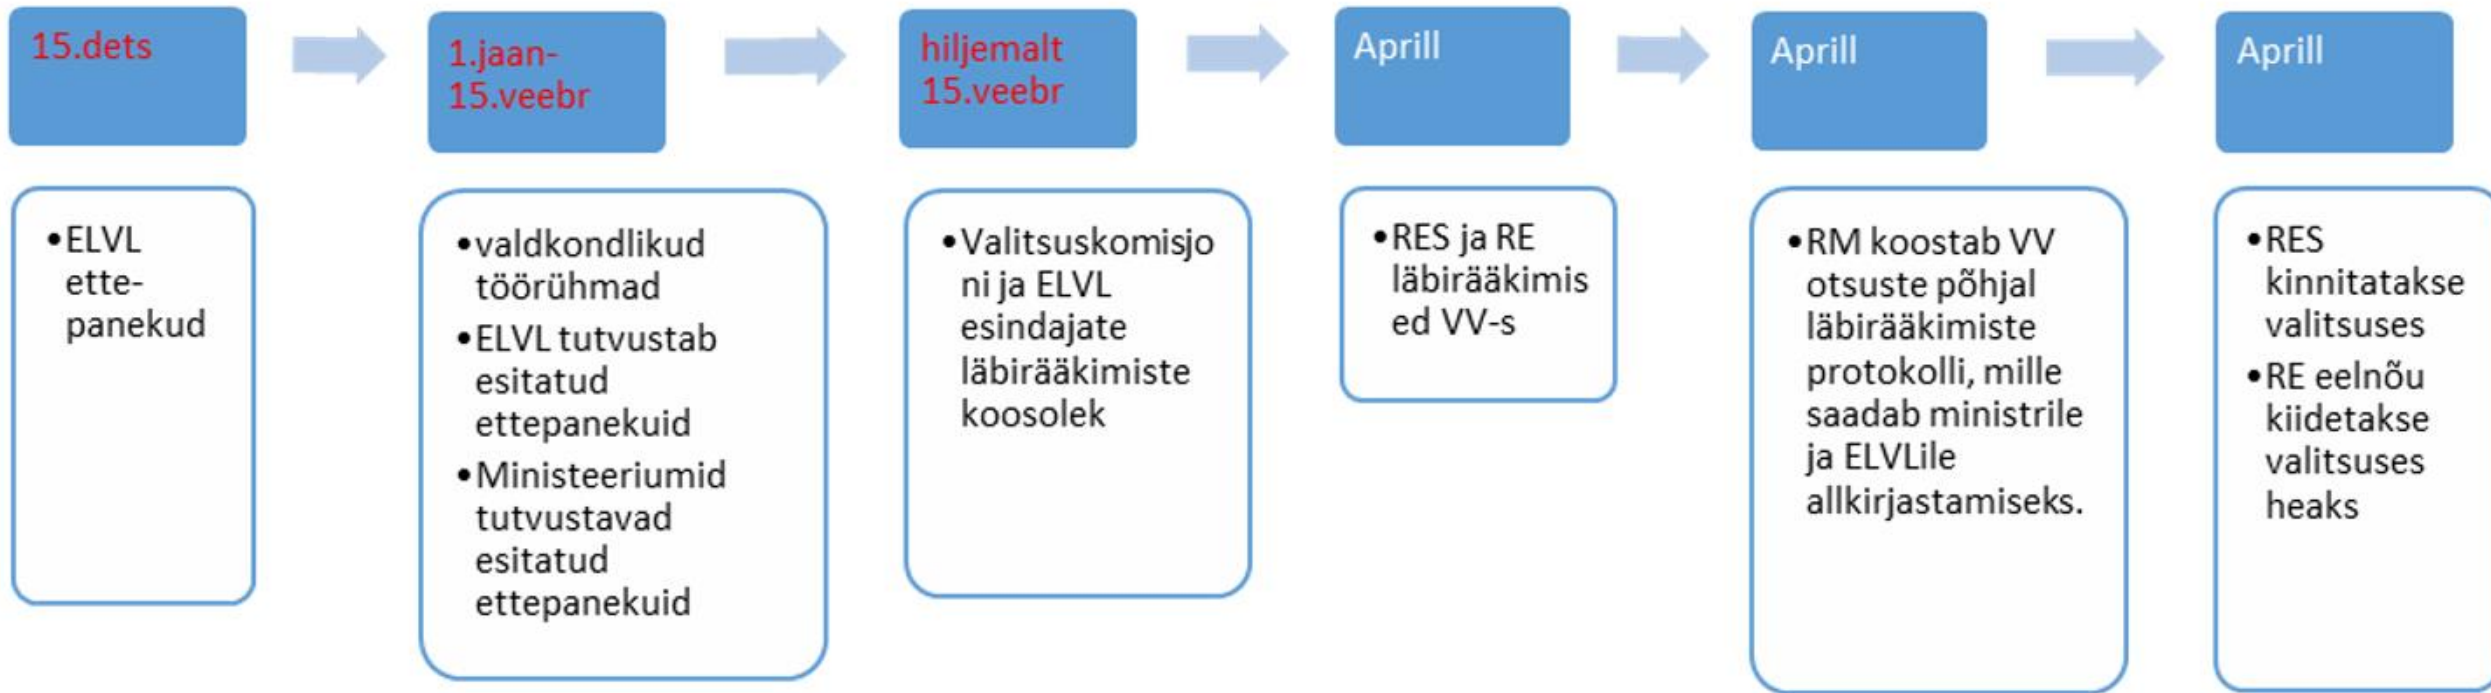 15.dets
1.jaan-
15.veebr
hiljemalt
15.veebr
Aprill
Aprill
Aprill
•ELVL
ette-
panekud
•valdkondlikud
töörühmad
•ELVL tutvustab
esitatud
ettepanekuid
•Ministeeriumid
tutvustavad
esitatud
ettepanekuid
•Valitsuskomisjo
ni ja ELVL
esindajate
läbirääkimiste
koosolek
•RES ja RE
läbirääkimis
ed VV-s
•RM koostab VV
otsuste põhjal
läbirääkimiste
protokolli, mille
saadab ministrile
ja ELVLile
allkirjastamiseks.
•RES
kinnitatakse
valitsuses
•RE eelnõu
kiidetakse
valitsuses
heaks